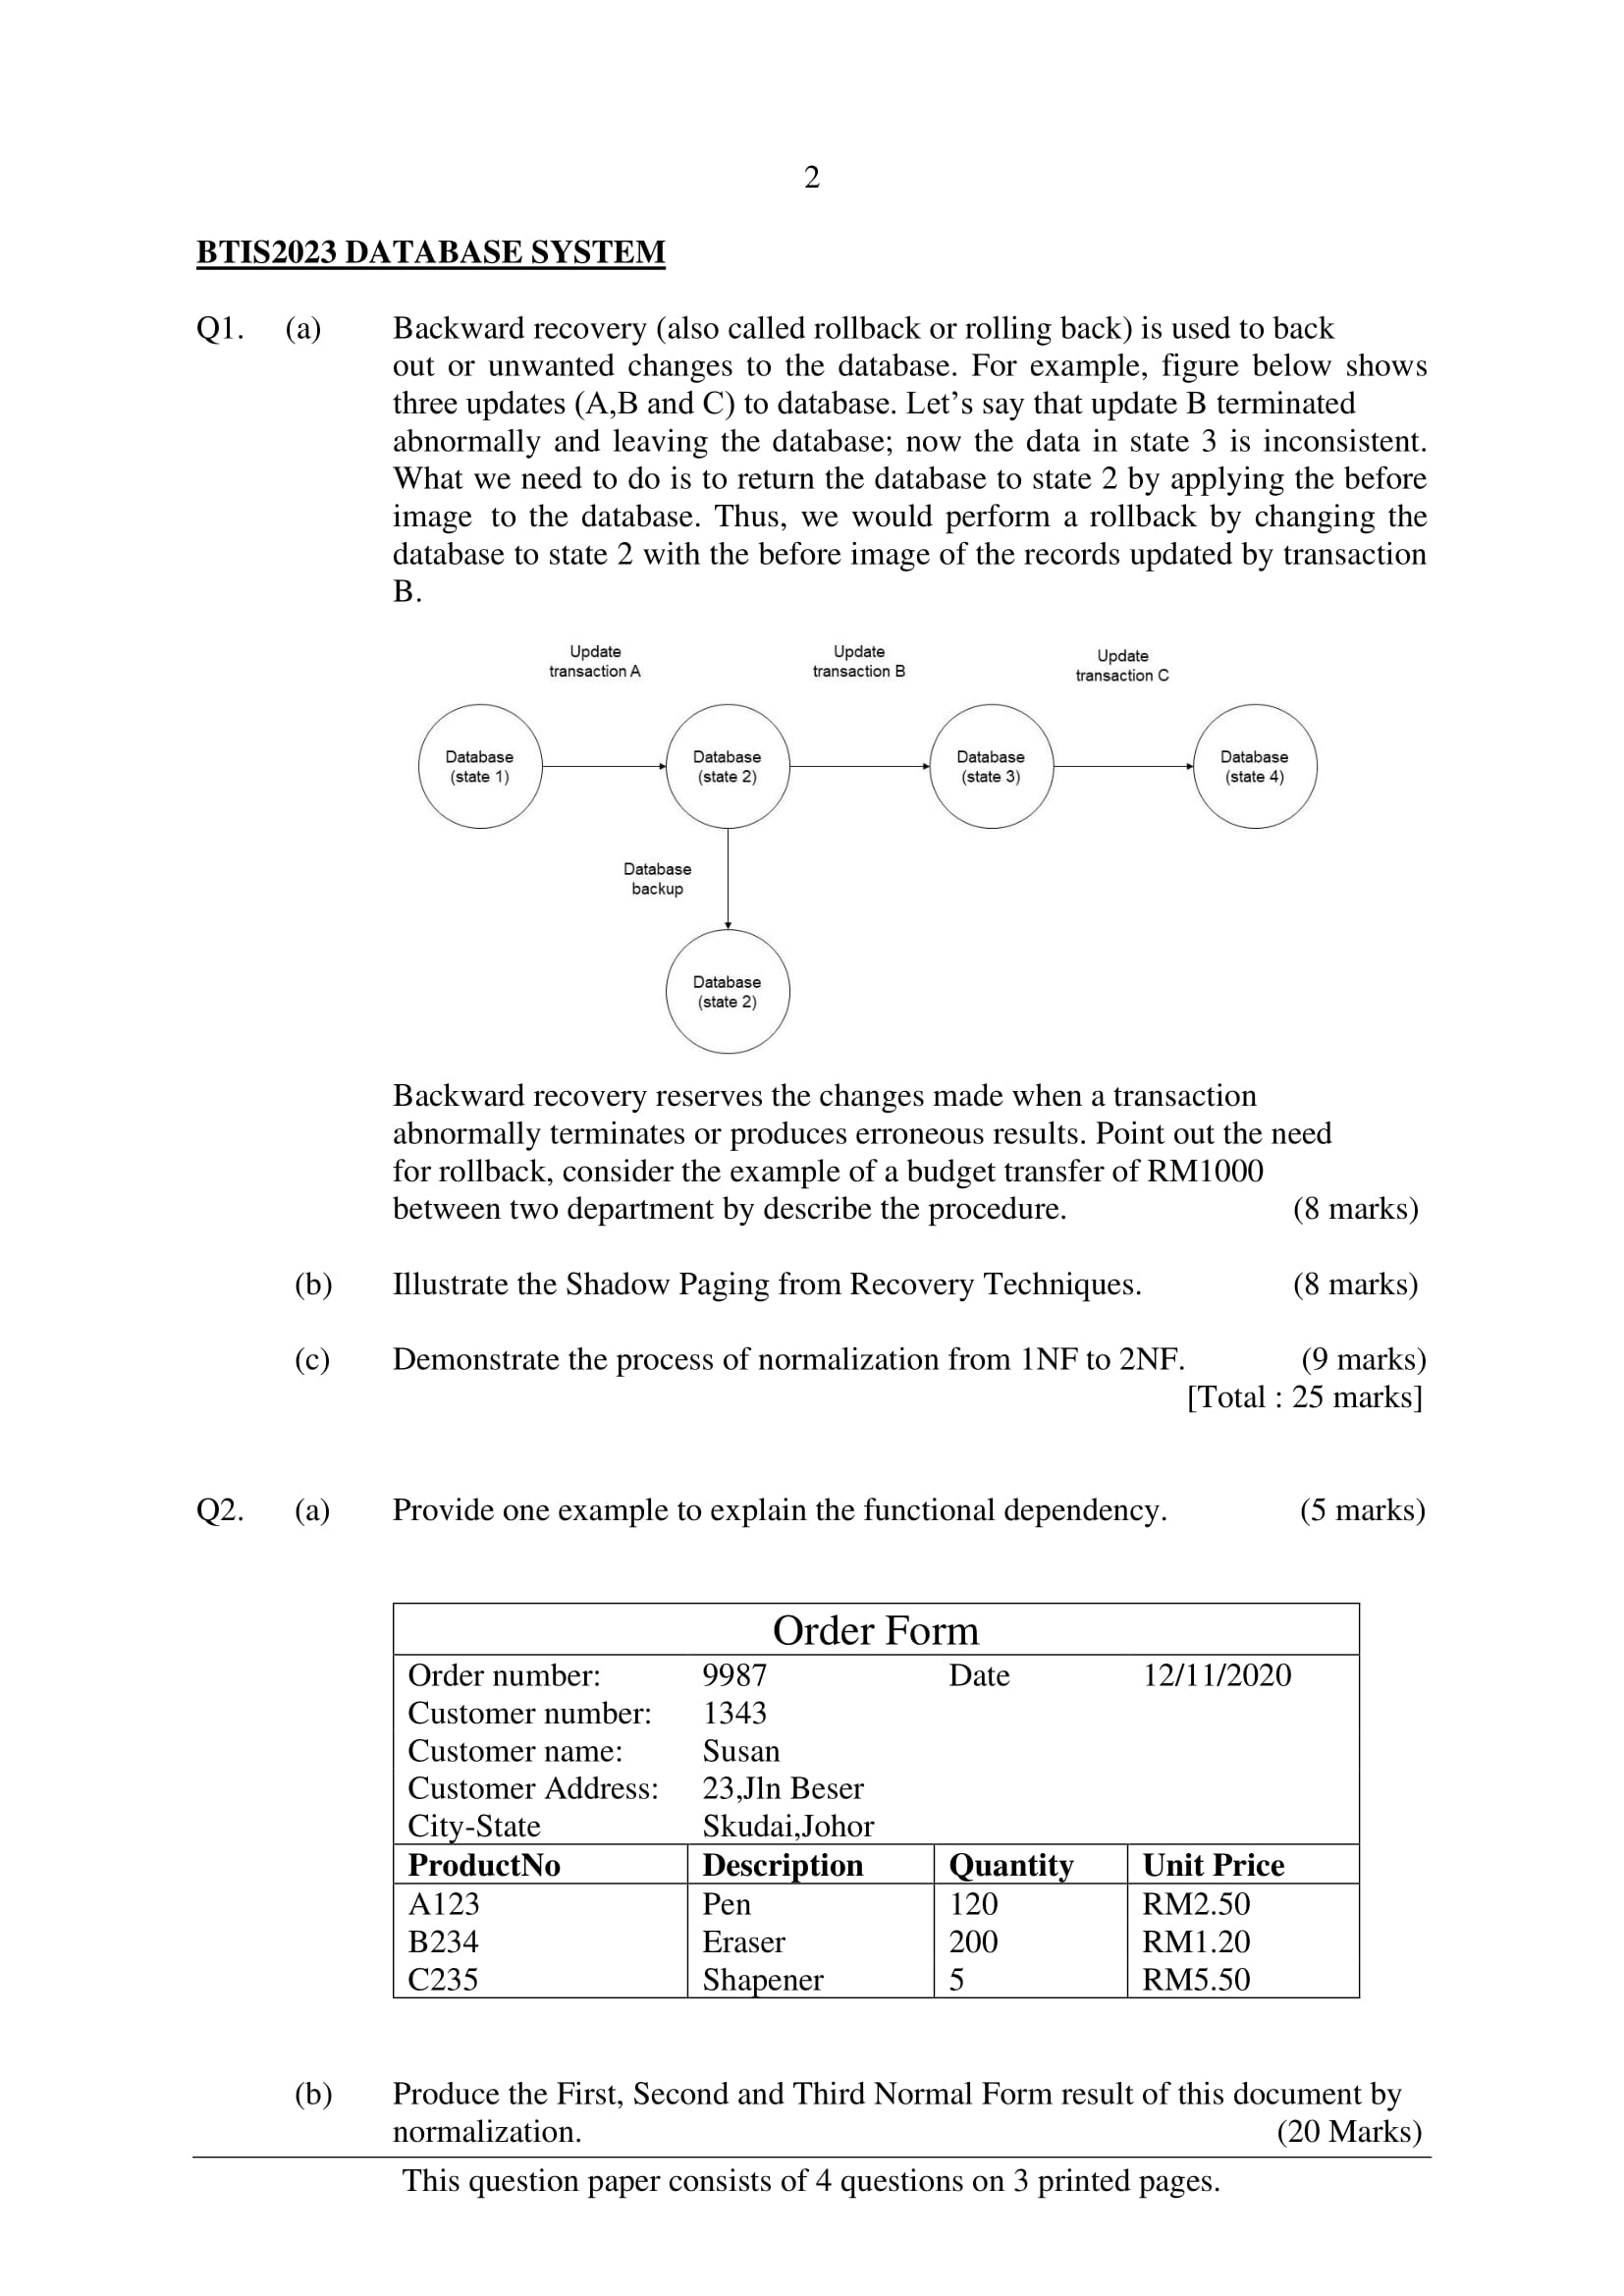 2
BTIS2023 DATABASE SYSTEM
Q1. (a) Backward recovery (also called rollback or rolling back) is used to back
out or unwanted changes to the database. For example, figure below shows
three updates (A,B and C) to database. Let’s say that update B terminated
abnormally and leaving the database; now the data in state 3 is inconsistent.
What we need to do is to return the database to state 2 by applying the before
image to the database. Thus, we would perform a rollback by changing the
database to state 2 with the before image of the records updated by transaction
B.
Update
transaction A
Update
transaction B
Update
transaction C
Database
(state 1)
Database
(state 2)
Database
(state 3)
Database
(state 4)
Database
backup
Database
(state 2)
Backward recovery reserves the changes made when a transaction
abnormally terminates or produces erroneous results. Point out the need
for rollback, consider the example of a budget transfer of RM1000
between two department by describe the procedure. (8 marks)
(b) Illustrate the Shadow Paging from Recovery Techniques. (8 marks)
(c) Demonstrate the process of normalization from 1NF to 2NF. (9 marks)
[Total : 25 marks]
Q2. (a) Provide one example to explain the functional dependency. (5 marks)
Order Form
Order number: 9987 Date 12/11/2020
Customer number: 1343
Customer name: Susan
Customer Address: 23,Jln Beser
City-State Skudai,Johor
ProductNo Description Quantity Unit Price
A123 Pen 120 RM2.50
B234 Eraser 200 RM1.20
C235 Shapener 5 RM5.50
(b) Produce the First, Second and Third Normal Form result of this document by
normalization. (20 Marks)
This question paper consists of 4 questions on 3 printed pages.